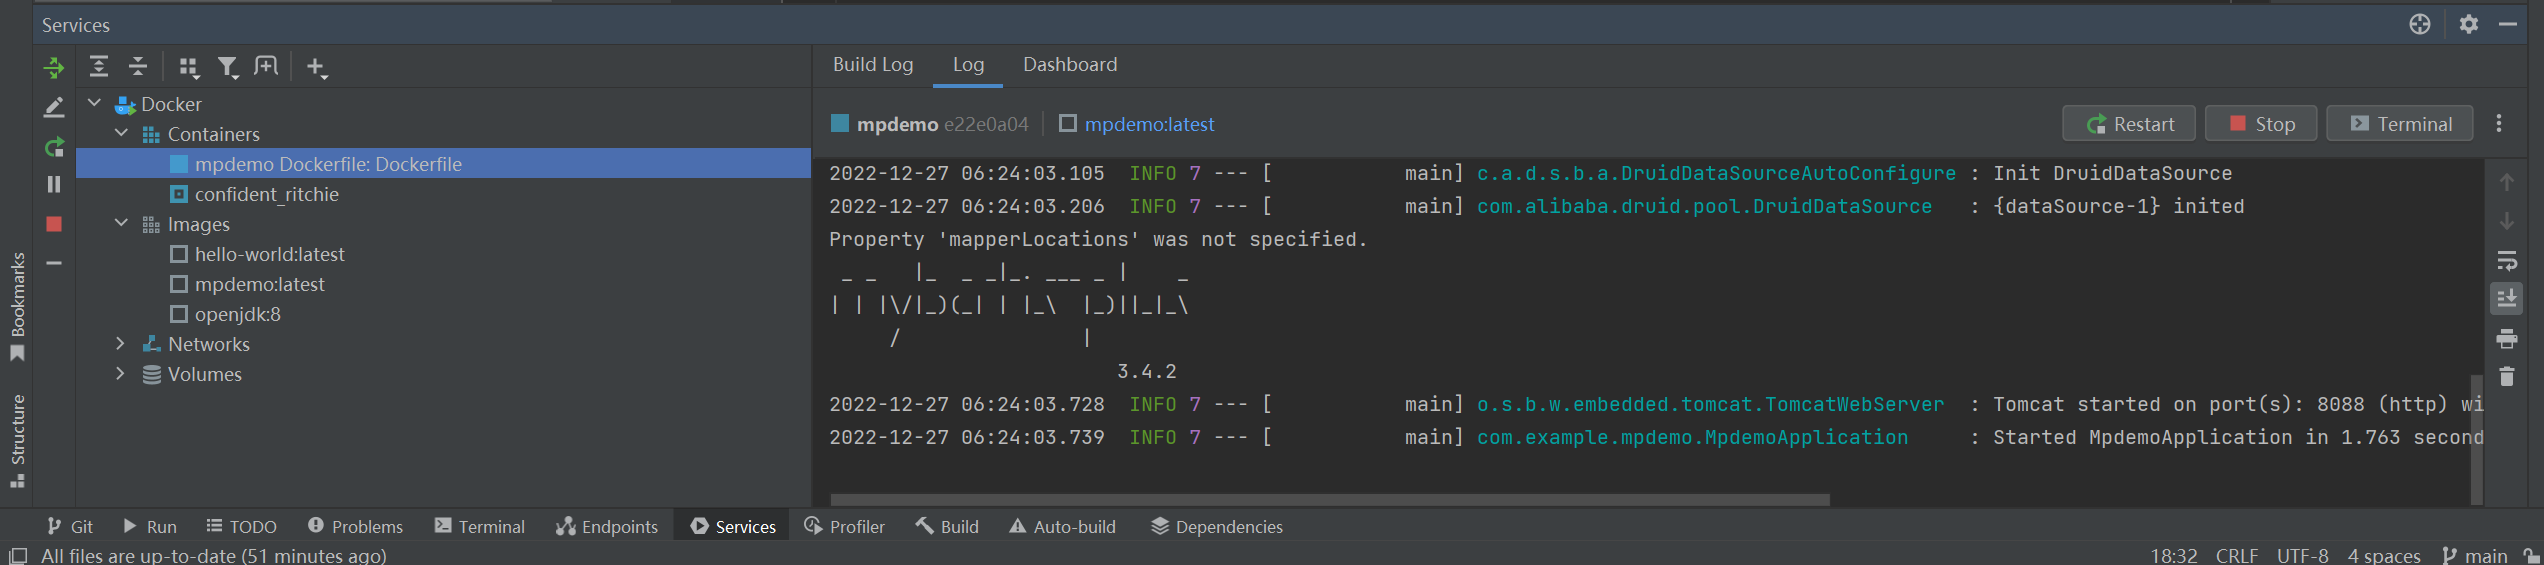 Services
Build Log Log Dashboard
Docker
Containers
mpdemo Dockerfile: Dockerfile
confident_ritchie
Images
hello-world:latest
mpdemo:latest
openjdk:8
Networks
Volumes
mpdemo e22e0a04 mpdemo:latest Restart Stop Terminal
2022-12-27 06:24:03.105  INFO 7 --- [           main] c.a.d.s.b.a.DruidDataSourceAutoConfigure : Init DruidDataSource
2022-12-27 06:24:03.206  INFO 7 --- [           main] com.alibaba.druid.pool.DruidDataSource   : {dataSource-1} inited
Property 'mapperLocations' was not specified.
 _ _   |_  _ _|_. ___ _ |    _
| | |\/|_)(_| | |_\  |_)||_|_\
     /               |
                        3.4.2
2022-12-27 06:24:03.728  INFO 7 --- [           main] o.s.b.w.embedded.tomcat.TomcatWebServer  : Tomcat started on port(s): 8088 (http) wi
2022-12-27 06:24:03.739  INFO 7 --- [           main] com.example.mpdemo.MpdemoApplication     : Started MpdemoApplication in 1.763 second
Bookmarks
Structure
Git Run TODO Problems Terminal Endpoints Services Profiler Build Auto-build Dependencies
All files are up-to-date (51 minutes ago) 18:32 CRLF UTF-8 4 spaces main